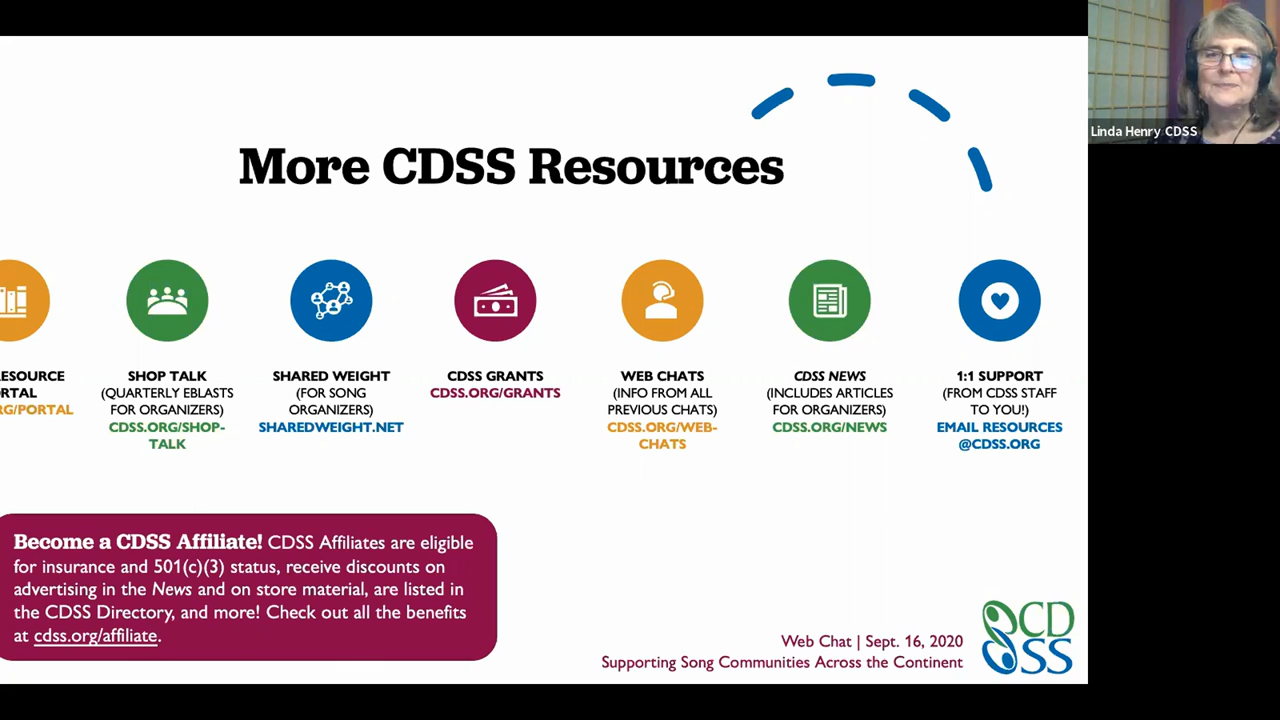 Linda Henry CDSS
More CDSS Resources
ESOURCE
RTAL
RG/PORTAL
SHOP TALK
(QUARTERLY EBLASTS
FOR ORGANIZERS)
CDSS.ORG/SHOP-
TALK
SHARED WEIGHT
(FOR SONG
ORGANIZERS)
SHAREDWEIGHT.NET
CDSS GRANTS
CDSS.ORG/GRANTS
WEB CHATS
(INFO FROM ALL
PREVIOUS CHATS)
CDSS.ORG/WEB-
CHATS
CDSS NEWS
(INCLUDES ARTICLES
FOR ORGANIZERS)
CDSS.ORG/NEWS
1:1 SUPPORT
(FROM CDSS STAFF
TO YOU!)
EMAIL RESOURCES
@CDSS.ORG
Become a CDSS Affiliate! CDSS Affiliates are eligible
for insurance and 501(c)(3) status, receive discounts on
advertising in the News and on store material, are listed in
the CDSS Directory, and more! Check out all the benefits
at cdss.org/affiliate.
Web Chat | Sept. 16, 2020
Supporting Song Communities Across the Continent
CD
SS